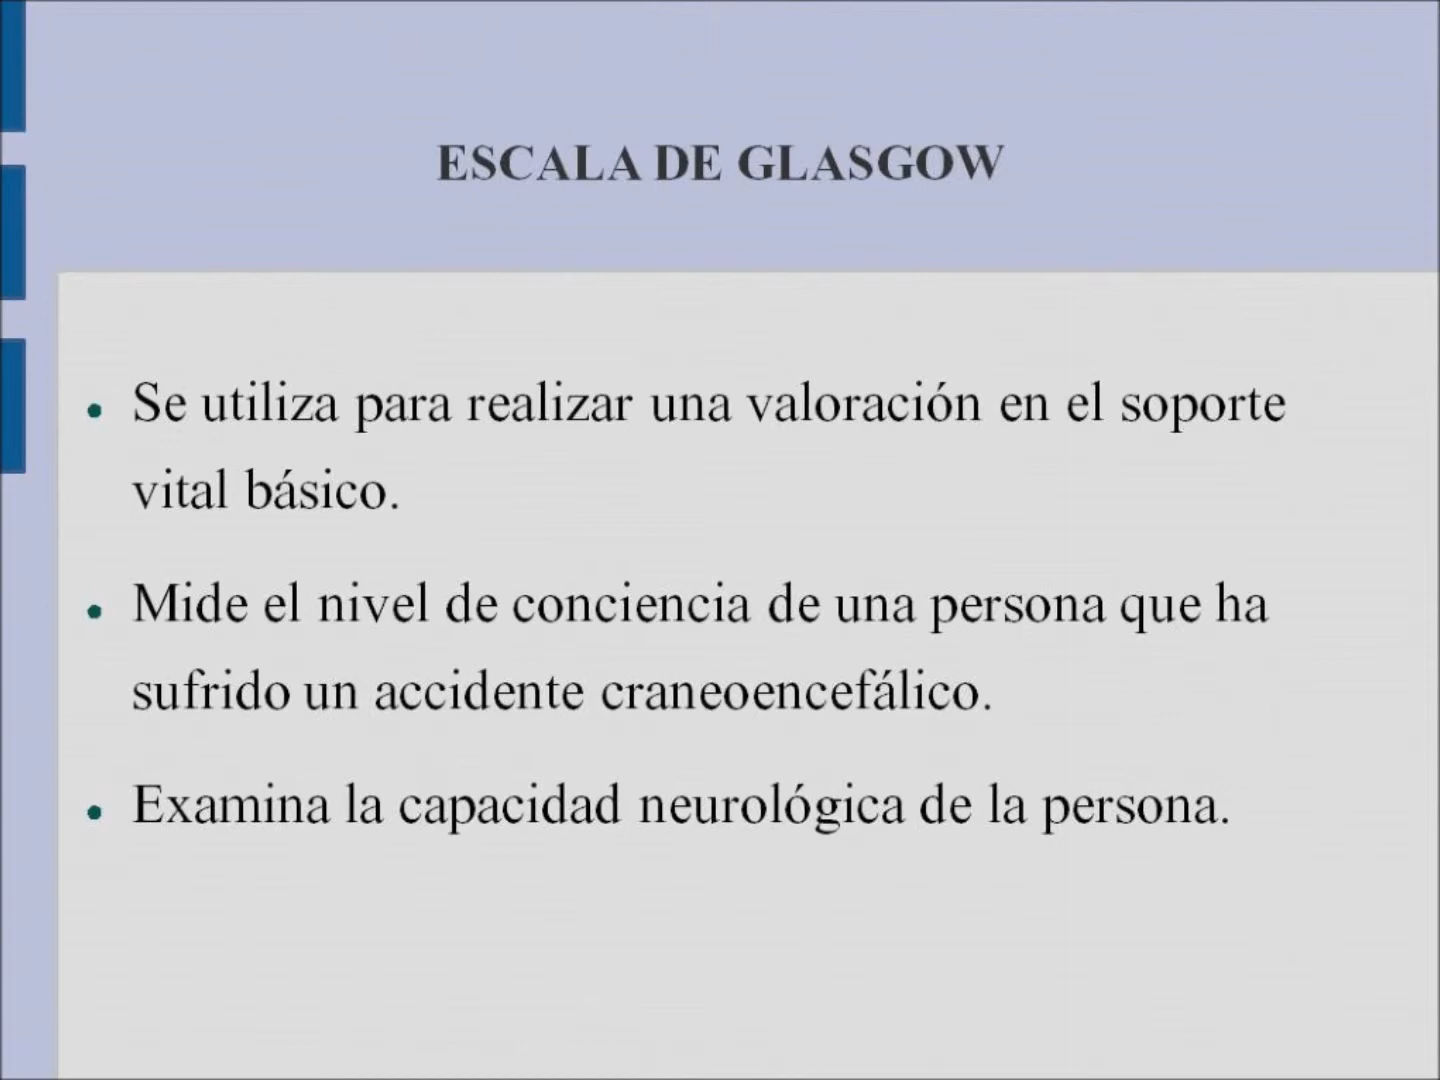 ESCALA DE GLASGOW
Se utiliza para realizar una valoración en el soporte
vital básico.
Mide el nivel de conciencia de una persona que ha
sufrido un accidente craneoencefálico.
Examina la capacidad neurológica de la persona.